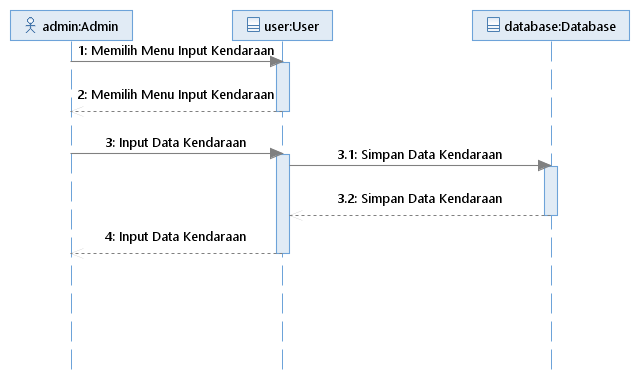 admin:Admin
user:User
database:Database
1: Memilih Menu Input Kendaraan
2: Memilih Menu Input Kendaraan
3: Input Data Kendaraan
3.1: Simpan Data Kendaraan
3.2: Simpan Data Kendaraan
4: Input Data Kendaraan